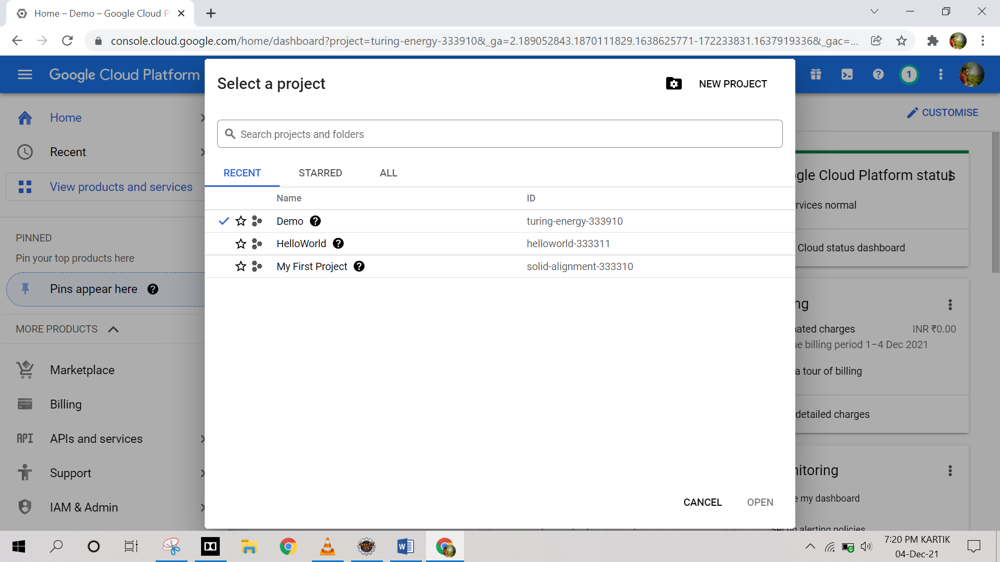 Home – Demo – Google Cloud P
console.cloud.google.com/home/dashboard?project=turing-energy-333910&_ga=2.189052843.1870111829.1638625771-172233831.1637919336&_gac=...
Google Cloud Platform
1
Select a project
NEW PROJECT
Search projects and folders
RECENT STARRED ALL
Name ID
Demo turing-energy-333910
HelloWorld helloworld-333311
My First Project solid-alignment-333310
CANCEL OPEN
Home
Recent
View products and services
PINNED
Pin your top products here
Pins appear here
MORE PRODUCTS
Marketplace
Billing
API APIs and services
Support
IAM & Admin
CUSTOMISE
gle Cloud Platform status
rvices normal
Cloud status dashboard
ng
ated charges INR ₹0.00
e billing period 1–4 Dec 2021
a tour of billing
detailed charges
nitoring
e my dashboard
alerting policies
7:20 PM KARTIK
04-Dec-21